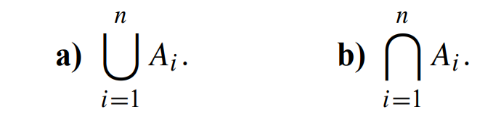 a) ⋃_{i=1}^{n} A_i.
b) ⋂_{i=1}^{n} A_i.